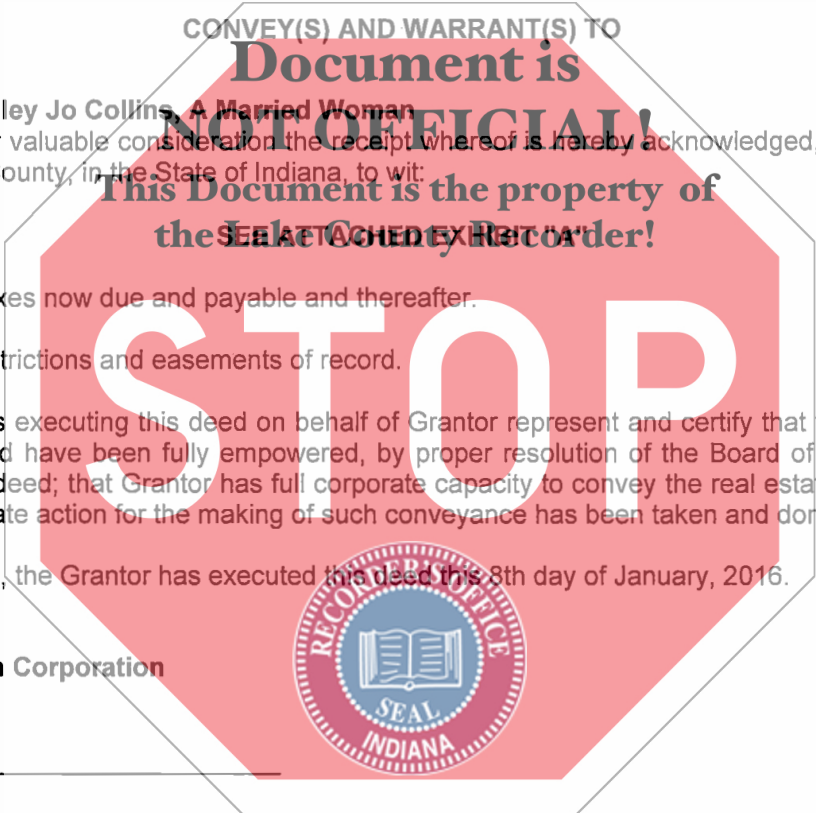 CONVEY(S) AND WARRANT(S) TO
Document is
ley Jo Collins, A Married Woman
NOT OFFICIAL!
valuable consideration the receipt whereof is hereby acknowledged,
ounty, in the State of Indiana, to wit:
This Document is the property of
the Lake County Recorder!
SEE ATTACHED EXHIBIT "A"
xes now due and payable and thereafter.
STOP
trictions and easements of record.
s executing this deed on behalf of Grantor represent and certify that
d have been fully empowered, by proper resolution of the Board of
deed; that Grantor has full corporate capacity to convey the real esta
ate action for the making of such conveyance has been taken and don
, the Grantor has executed this deed this 8th day of January, 2016.
RECORDER'S OFFICE
SEAL
INDIANA
Corporation